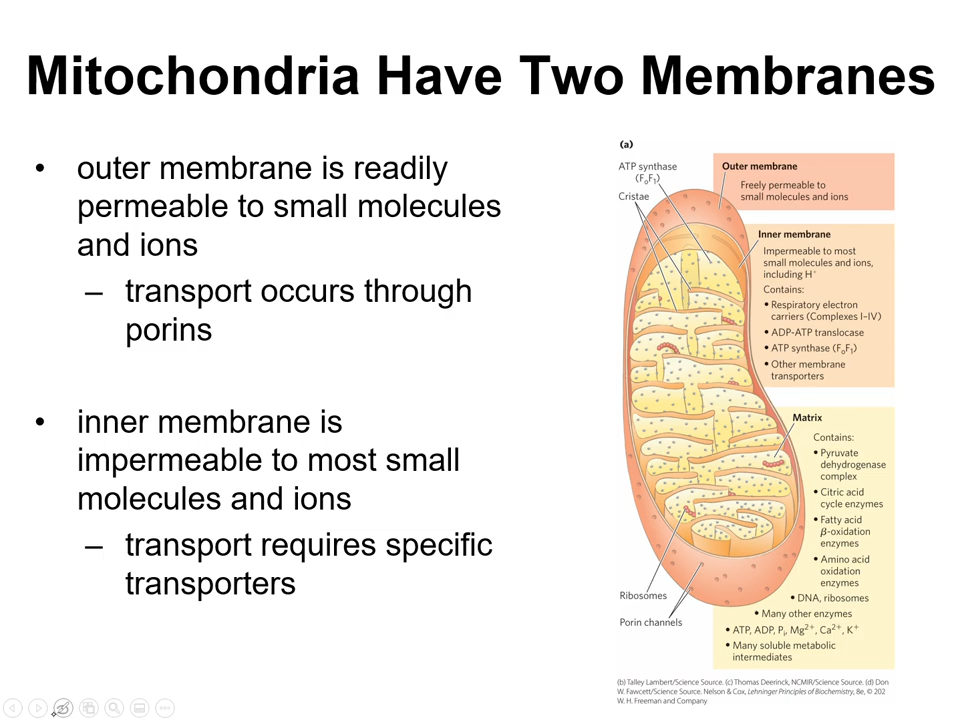 Mitochondria Have Two Membranes
• outer membrane is readily
permeable to small molecules
and ions
– transport occurs through
porins
• inner membrane is
impermeable to most small
molecules and ions
– transport requires specific
transporters
(a)
ATP synthase
(FₒF₁)
Cristae
Outer membrane
Freely permeable to
small molecules and ions
Inner membrane
Impermeable to most
small molecules and ions,
including H⁺
Contains:
• Respiratory electron
carriers (Complexes I–IV)
• ADP-ATP translocase
• ATP synthase (FₒF₁)
• Other membrane
transporters
Matrix
Contains:
• Pyruvate
dehydrogenase
complex
• Citric acid
cycle enzymes
• Fatty acid
β-oxidation
enzymes
• Amino acid
oxidation
enzymes
• DNA, ribosomes
• Many other enzymes
• ATP, ADP, Pᵢ, Mg²⁺, Ca²⁺, K⁺
• Many soluble metabolic
intermediates
Ribosomes
Porin channels
(b) Talley Lambert/Science Source. (c) Thomas Deerinck, NCMIR/Science Source. (d) Don
W. Fawcett/Science Source. Nelson & Cox, Lehninger Principles of Biochemistry, 8e, © 202
W. H. Freeman and Company